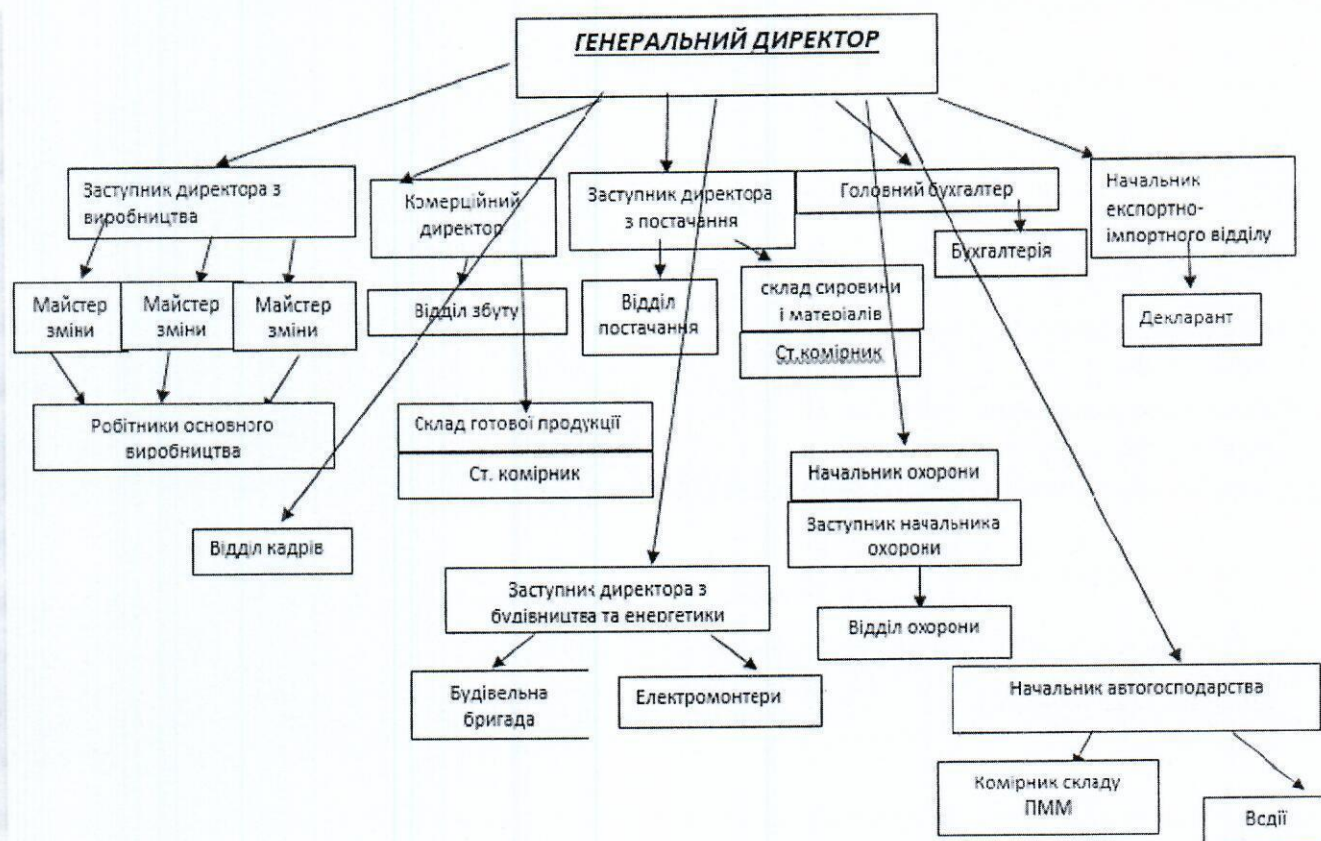 ГЕНЕРАЛЬНИЙ ДИРЕКТОР
Заступник директора з
виробництва
Комерційний
директор
Заступник директора
з постачання
Головний бухгалтер
Начальник
експортно-
імпортного відділу
Бухгалтерія
Майстер
зміни
Майстер
зміни
Майстер
зміни
Відділ збуту
Відділ
постачання
склад сировини
і матеріалів
Ст.комірник
Декларант
Робітники основного
виробництва
Склад готової продукції
Ст. комірник
Начальник охорони
Заступник начальника
охорони
Відділ кадрів
Заступник директора з
будівництва та енергетики
Відділ охорони
Будівельна
бригада
Електромонтери
Начальник автогосподарства
Комірник складу
ПММ
Водії